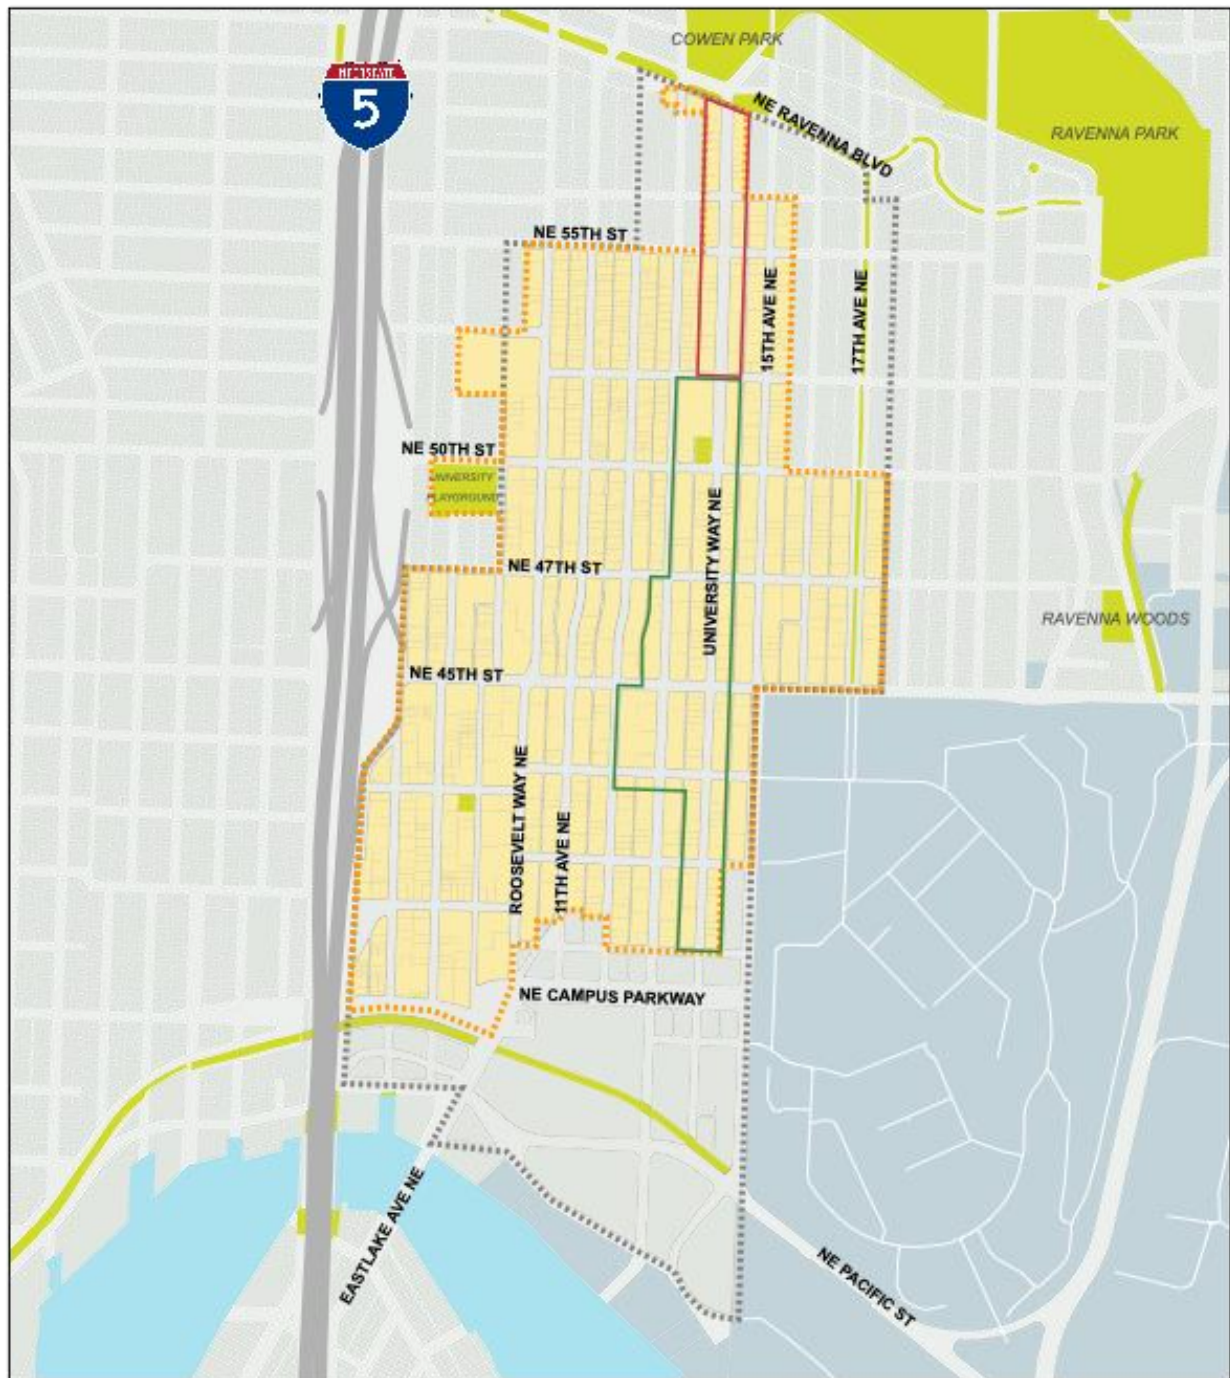 COWEN PARK
INTERSTATE
5
NE RAVENNA BLVD
RAVENNA PARK
NE 55TH ST
15TH AVE NE
17TH AVE NE
NE 50TH ST
UNIVERSITY
PLAYGROUND
UNIVERSITY WAY NE
NE 47TH ST
RAVENNA WOODS
NE 45TH ST
ROOSEVELT WAY NE
11TH AVE NE
NE CAMPUS PARKWAY
EASTLAKE AVE NE
NE PACIFIC ST